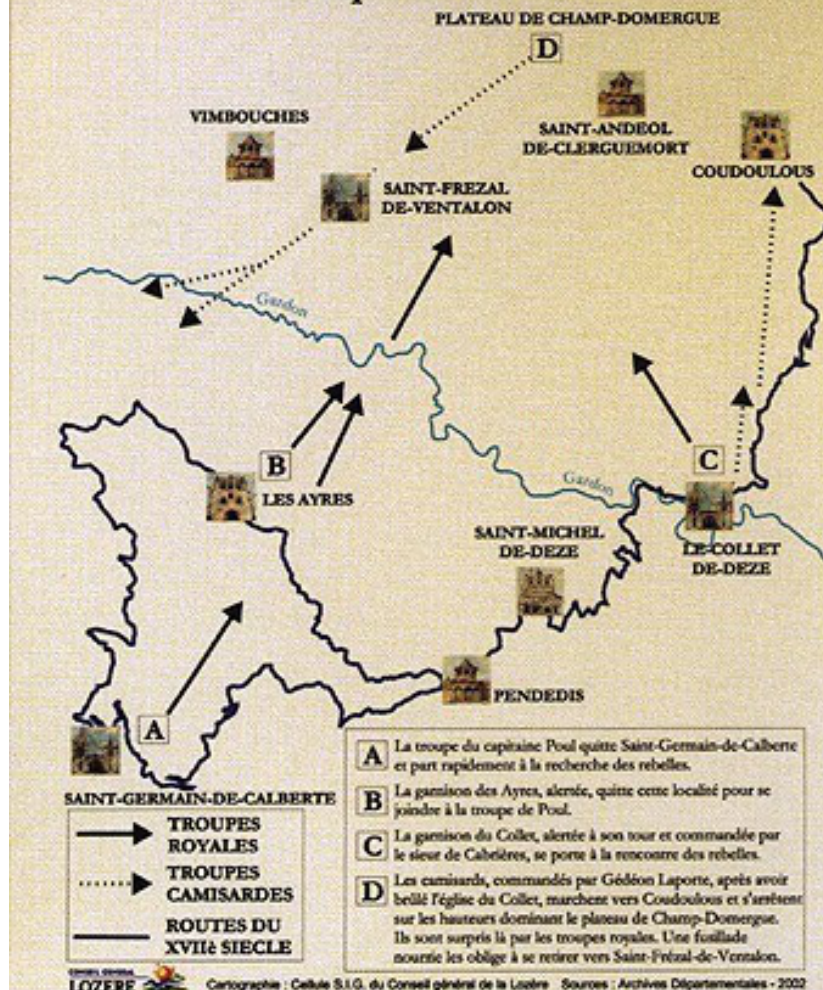 PLATEAU DE CHAMP-DOMERGUE
D
VIMBOUCHES
SAINT-ANDEOL
DE-CLERGUEMORT
COUDOULOUS
SAINT-FREZAL
DE-VENTALON
Gardon
B
LES AYRES
C
Gardon
SAINT-MICHEL
DE-DEZE
LE-COLLET
DE-DEZE
PENDEDIS
A
SAINT-GERMAIN-DE-CALBERTE
TROUPES
ROYALES
TROUPES
CAMISARDES
ROUTES DU
XVIIè SIECLE
A La troupe du capitaine Poul quitte Saint-Germain-de-Calberte
et part rapidement à la recherche des rebelles.
B La garnison des Ayres, alertée, quitte cette localité pour se
joindre à la troupe de Poul.
C La garnison du Collet, alertée à son tour et commandée par
le sieur de Cabrières, se porte à la rencontre des rebelles.
D Les camisards, commandés par Gédéon Laporte, après avoir
brûlé l'église du Collet, marchent vers Coudoulous et s'arrêtent
sur les hauteurs dominant le plateau de Champ-Domergue.
Ils sont surpris là par les troupes royales. Une fusillade
nourrie les oblige à se retirer vers Saint-Frézal-de-Ventalon.
CONSEIL GENERAL
LOZERE
Cartographie : Cellule S.I.G. du Conseil général de la Lozère Sources : Archives Départementales - 2002